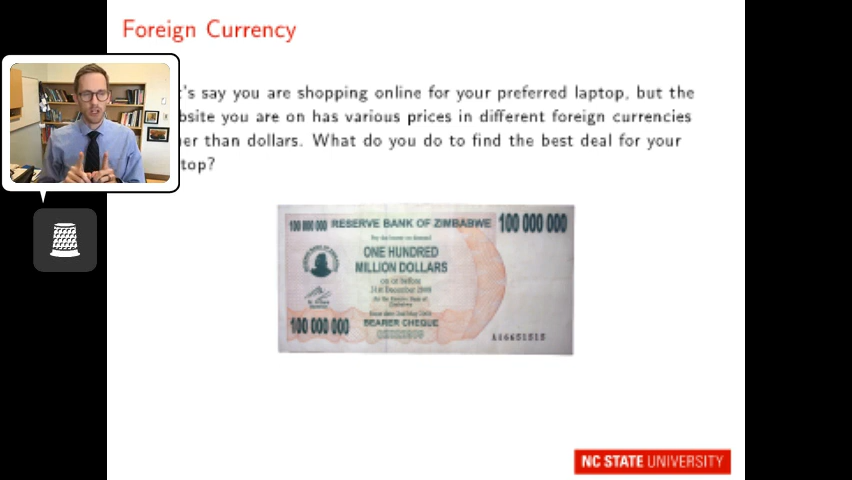 Foreign Currency
's say you are shopping online for your preferred laptop, but the
bsite you are on has various prices in different foreign currencies
her than dollars. What do you do to find the best deal for your
top?
100 000 000 RESERVE BANK OF ZIMBABWE 100 000 000
ONE HUNDRED
MILLION DOLLARS
on or before
100 000 000 BEARER CHEQUE
AA6651515
NC STATE UNIVERSITY